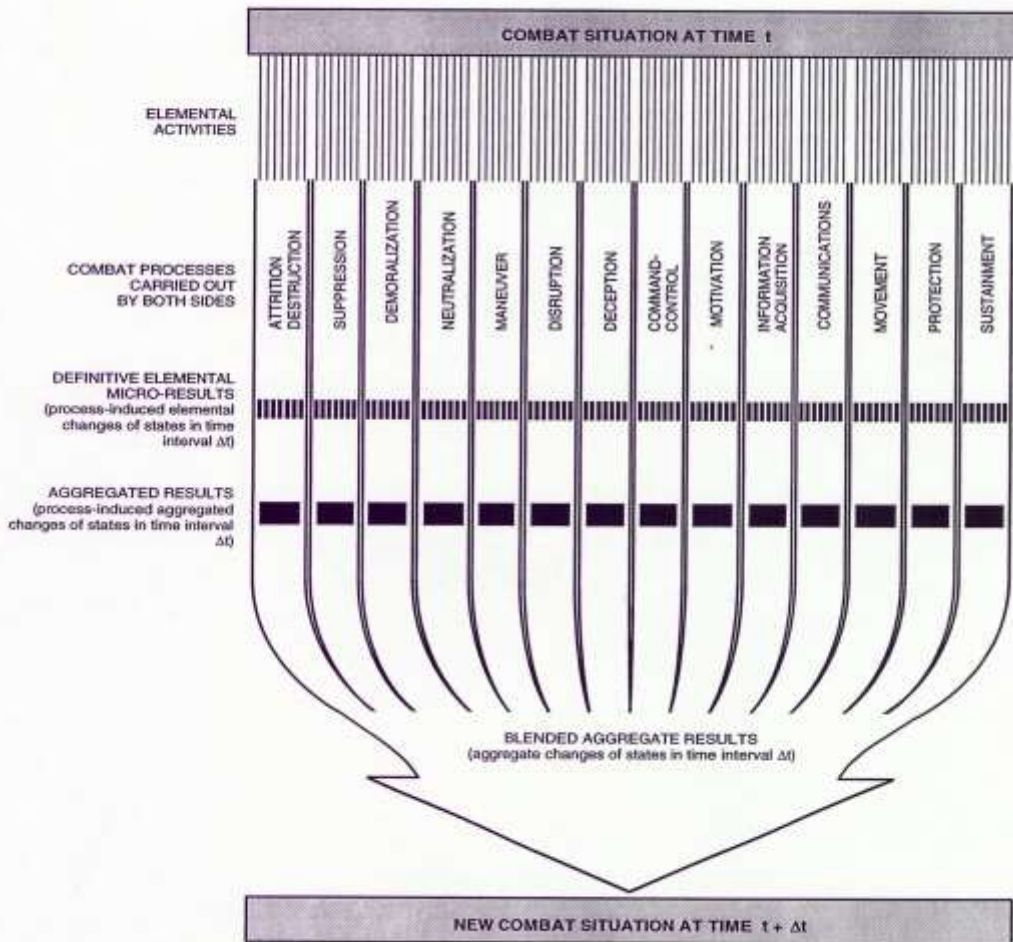 COMBAT SITUATION AT TIME t
ELEMENTAL
ACTIVITIES
COMBAT PROCESSES
CARRIED OUT
BY BOTH SIDES
ATTRITION
DESTRUCTION
SUPPRESSION
DEMORALIZATION
NEUTRALIZATION
MANEUVER
DISRUPTION
DECEPTION
COMMAND-
CONTROL
MOTIVATION
INFORMATION
ACQUISITION
COMMUNICATIONS
MOVEMENT
PROTECTION
SUSTAINMENT
DEFINITIVE ELEMENTAL
MICRO-RESULTS
(process-induced elemental
changes of states in time
interval Δt)
AGGREGATED RESULTS
(process-induced aggregated
changes of states in time interval
Δt)
BLENDED AGGREGATE RESULTS
(aggregate changes of states in time interval Δt)
NEW COMBAT SITUATION AT TIME t + Δt